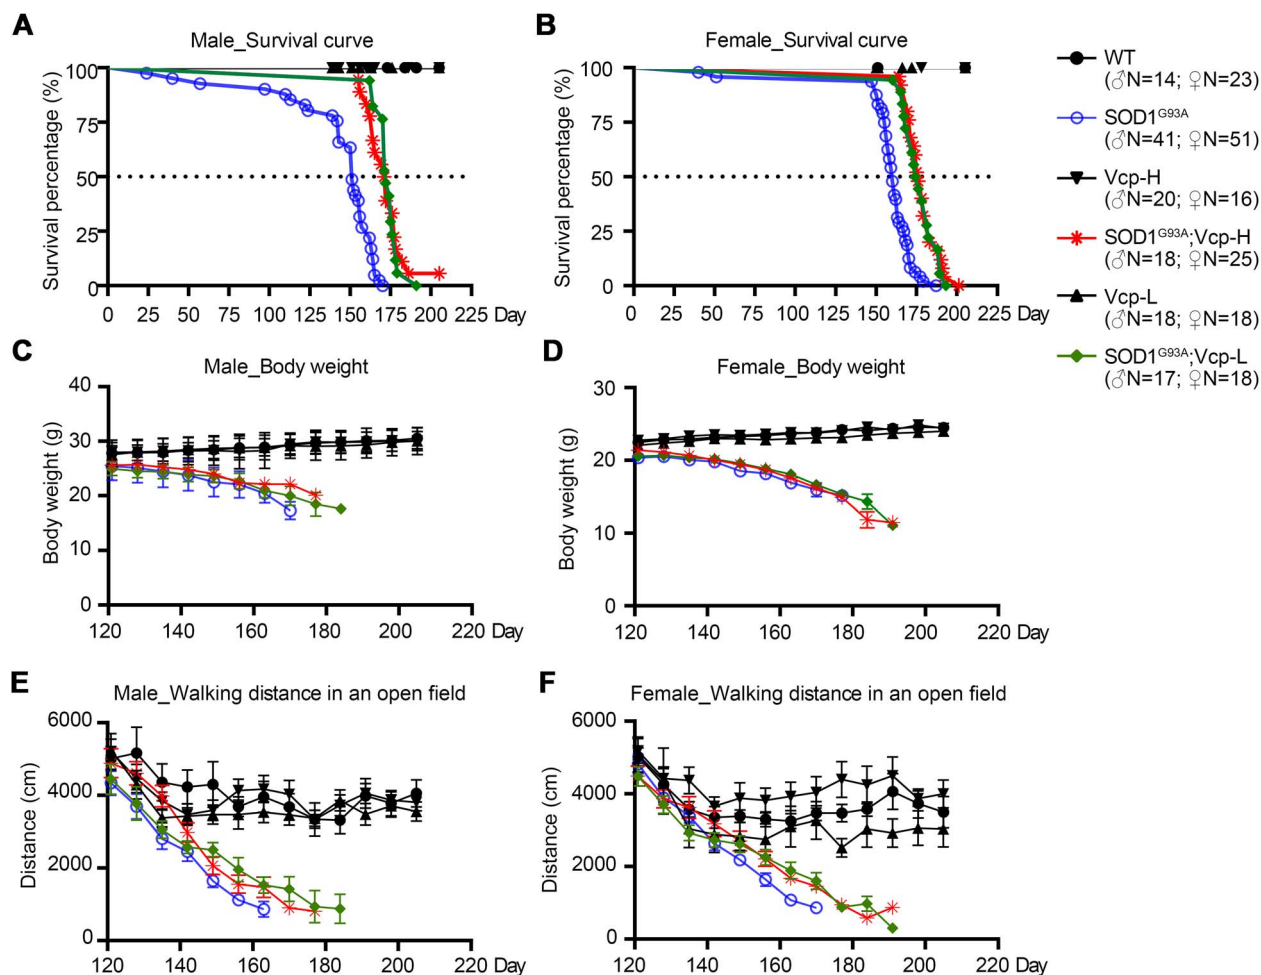 A
Male_Survival curve
Survival percentage (%)
100
75
50
25
0
0 25 50 75 100 125 150 175 200 225 Day
B
Female_Survival curve
Survival percentage (%)
100
75
50
25
0
0 25 50 75 100 125 150 175 200 225 Day
WT
(♂N=14; ♀N=23)
SOD1G93A
(♂N=41; ♀N=51)
Vcp-H
(♂N=20; ♀N=16)
SOD1G93A;Vcp-H
(♂N=18; ♀N=25)
Vcp-L
(♂N=18; ♀N=18)
SOD1G93A;Vcp-L
(♂N=17; ♀N=18)
C
Male_Body weight
Body weight (g)
40
30
20
10
0
120 140 160 180 200 220 Day
D
Female_Body weight
Body weight (g)
30
20
10
0
120 140 160 180 200 220 Day
E
Male_Walking distance in an open field
Distance (cm)
6000
4000
2000
0
120 140 160 180 200 220 Day
F
Female_Walking distance in an open field
Distance (cm)
6000
4000
2000
0
120 140 160 180 200 220 Day